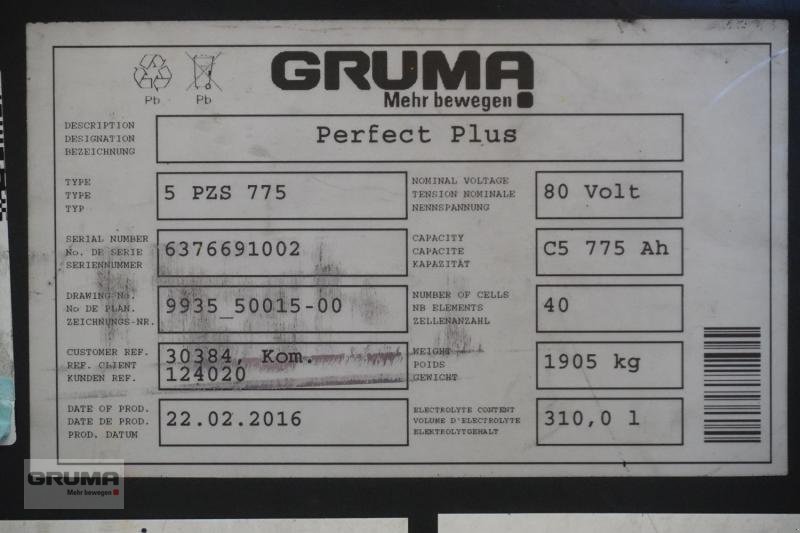 Pb Pb
GRUMA
Mehr bewegen
DESCRIPTION
DESIGNATION
BEZEICHNUNG
Perfect Plus
TYPE
TYPE
TYP
5 PZS 775
NOMINAL VOLTAGE
TENSION NOMINALE
NENNSPANNUNG
80 Volt
SERIAL NUMBER
No. DE SERIE
SERIENNUMMER
6376691002
CAPACITY
CAPACITE
KAPAZITÄT
C5 775 Ah
DRAWING No.
No DE PLAN.
ZEICHNUNGS-NR.
9935_50015-00
NUMBER OF CELLS
NB ELEMENTS
ZELLENANZAHL
40
CUSTOMER REF.
REF. CLIENT
KUNDEN REF.
30384, Kom.
124020
WEIGHT
POIDS
GEWICHT
1905 kg
DATE OF PROD.
DATE DE PROD.
PROD. DATUM
22.02.2016
ELECTROLYTE CONTENT
VOLUME D'ELECTROLYTE
ELEKTROLYTGEHALT
310,0 l
GRUMA
Mehr bewegen